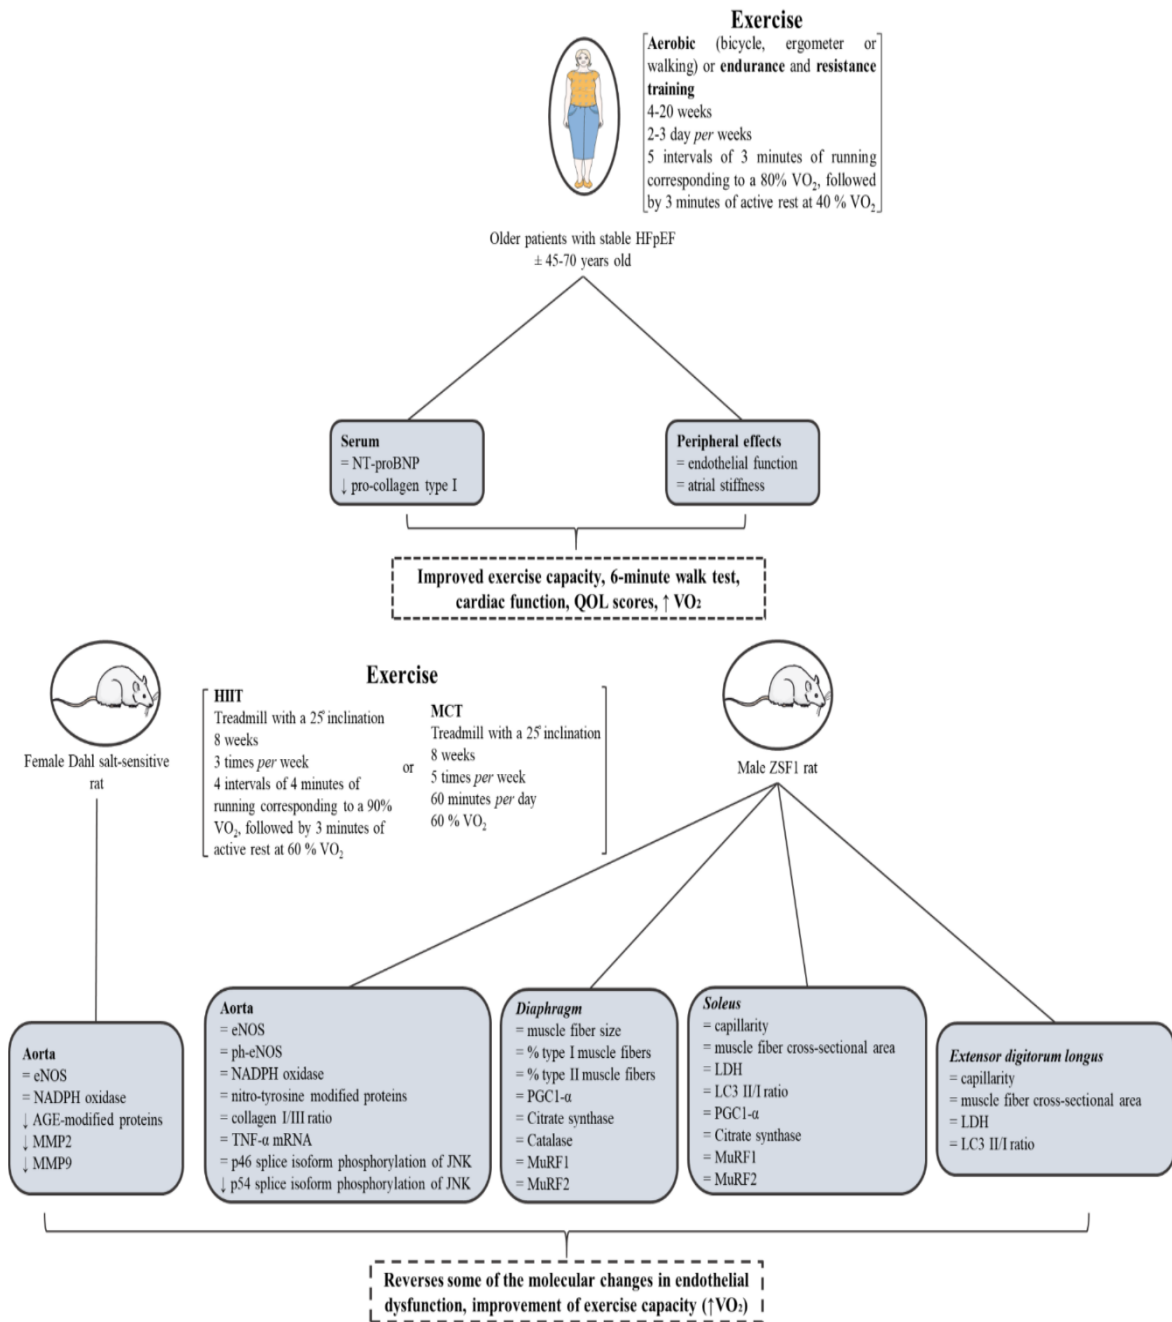 Exercise
Aerobic (bicycle, ergometer or
walking) or endurance and resistance
training
4-20 weeks
2-3 day per weeks
5 intervals of 3 minutes of running
corresponding to a 80% VO₂, followed
by 3 minutes of active rest at 40 % VO₂
Older patients with stable HFpEF
± 45-70 years old
Serum
= NT-proBNP
↓ pro-collagen type I
Peripheral effects
= endothelial function
= atrial stiffness
Improved exercise capacity, 6-minute walk test,
cardiac function, QOL scores, ↑ VO₂
Female Dahl salt-sensitive
rat
Exercise
HIIT
Treadmill with a 25° inclination
8 weeks
3 times per week
4 intervals of 4 minutes of
running corresponding to a 90%
VO₂, followed by 3 minutes of
active rest at 60 % VO₂
or
MCT
Treadmill with a 25° inclination
8 weeks
5 times per week
60 minutes per day
60 % VO₂
Male ZSF1 rat
Aorta
= eNOS
= NADPH oxidase
↓ AGE-modified proteins
↓ MMP2
↓ MMP9
Aorta
= eNOS
= ph-eNOS
= NADPH oxidase
= nitro-tyrosine modified proteins
= collagen I/III ratio
= TNF-α mRNA
= p46 splice isoform phosphorylation of JNK
↓ p54 splice isoform phosphorylation of JNK
Diaphragm
= muscle fiber size
= % type I muscle fibers
= % type II muscle fibers
= PGC1-α
= Citrate synthase
= Catalase
= MuRF1
= MuRF2
Soleus
= capillarity
= muscle fiber cross-sectional area
= LDH
= LC3 II/I ratio
= PGC1-α
= Citrate synthase
= MuRF1
= MuRF2
Extensor digitorum longus
= capillarity
= muscle fiber cross-sectional area
= LDH
= LC3 II/I ratio
Reverses some of the molecular changes in endothelial
dysfunction, improvement of exercise capacity (↑VO₂)